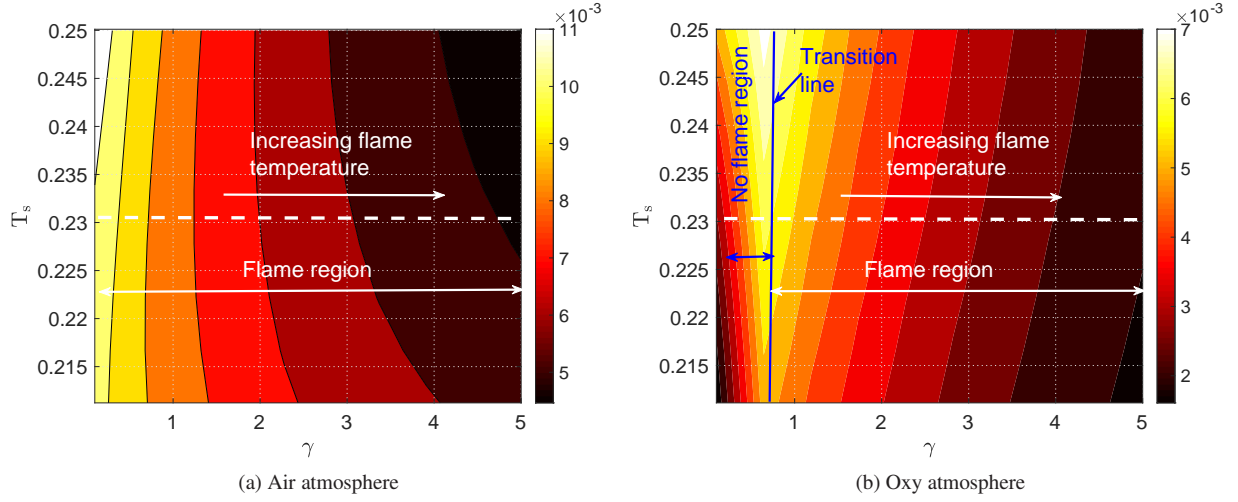 ×10⁻³
0.25
0.245
0.24
0.235
0.23
0.225
0.22
0.215
T_s
1
2
3
4
5
γ
Increasing flame
temperature
Flame region
11
10
9
8
7
6
5
(a) Air atmosphere
×10⁻³
0.25
0.245
0.24
0.235
0.23
0.225
0.22
0.215
T_s
1
2
3
4
5
γ
No flame region
Transition
line
Increasing flame
temperature
Flame region
7
6
5
4
3
2
(b) Oxy atmosphere